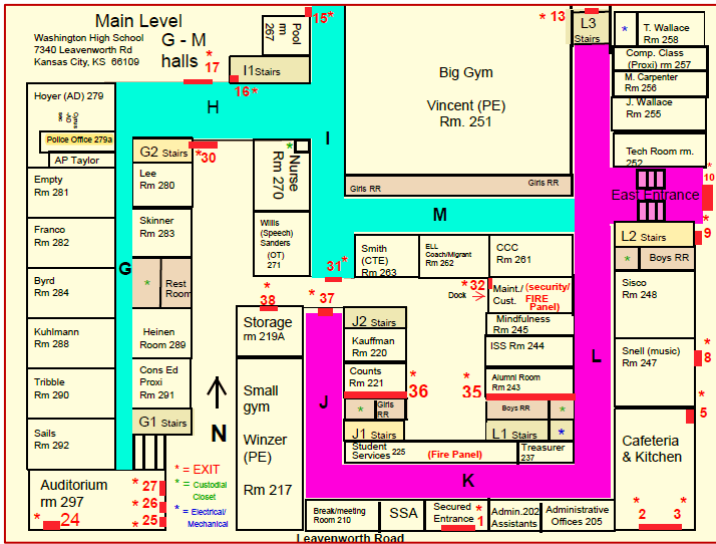 Main Level
Washington High School
7340 Leavenworth Rd
Kansas City, KS 66109
G - M
halls
*
17
Pool
rm
267
15*
I1 Stairs
16*
* 13
L3
Stairs
*
T. Wallace
Rm 258
Comp. Class
(Proxi) rm 257
M. Carpenter
Rm 256
J. Wallace
Rm 255
Tech Room rm.
252
Big Gym
Vincent (PE)
Rm. 251
Girls RR
Girls RR
Hoyer (AD) 279
Police Office 279a
AP Taylor
Empty
Rm 281
Franco
Rm 282
Byrd
Rm 284
Kuhlmann
Rm 288
Tribble
Rm 290
Sails
Rm 292
H
G
I
M
L
J
K
G2 Stairs
*30
Lee
Rm 280
Skinner
Rm 283
*
Rest
Room
Heinen
Room 289
Cons Ed
Proxi
Rm 291
G1 Stairs
*
Nurse
Rm 270
Willis
(Speech)
Sanders
(OT)
271
*
10
East Entrance
*
9
L2 Stairs
*
Boys RR
Sisco
Rm 248
Snell (music)
Rm 247
*
8
*
5
Cafeteria
& Kitchen
*
2
*
3
Smith
(CTE)
Rm 263
ELL
Coach/Migrant
Rm 262
CCC
Rm 261
31*
*32
Dock
Maint./
Cust.
(security/
FIRE
Panel)
Mindfulness
Rm 245
ISS Rm 244
Alumni Room
Rm 243
*
35
Boys RR
*
L1 Stairs
*
*
38
* 37
Storage
rm 219A
Small
gym
Winzer
(PE)
Rm 217
J2 Stairs
Kauffman
Rm 220
Counts
Rm 221
*
36
*
Girls
RR
J1 Stairs
Student
Services 225
(Fire Panel)
Treasurer
237
N
* = EXIT
* = Custodial
Closet
* = Electrical/
Mechanical
Auditorium
rm 297
*
24
*
27
*
26
*
25
Break/meeting
Room 210
SSA
Secured
Entrance
*
1
Admin.202
Assistants
Administrative
Offices 205
Leavenworth Road